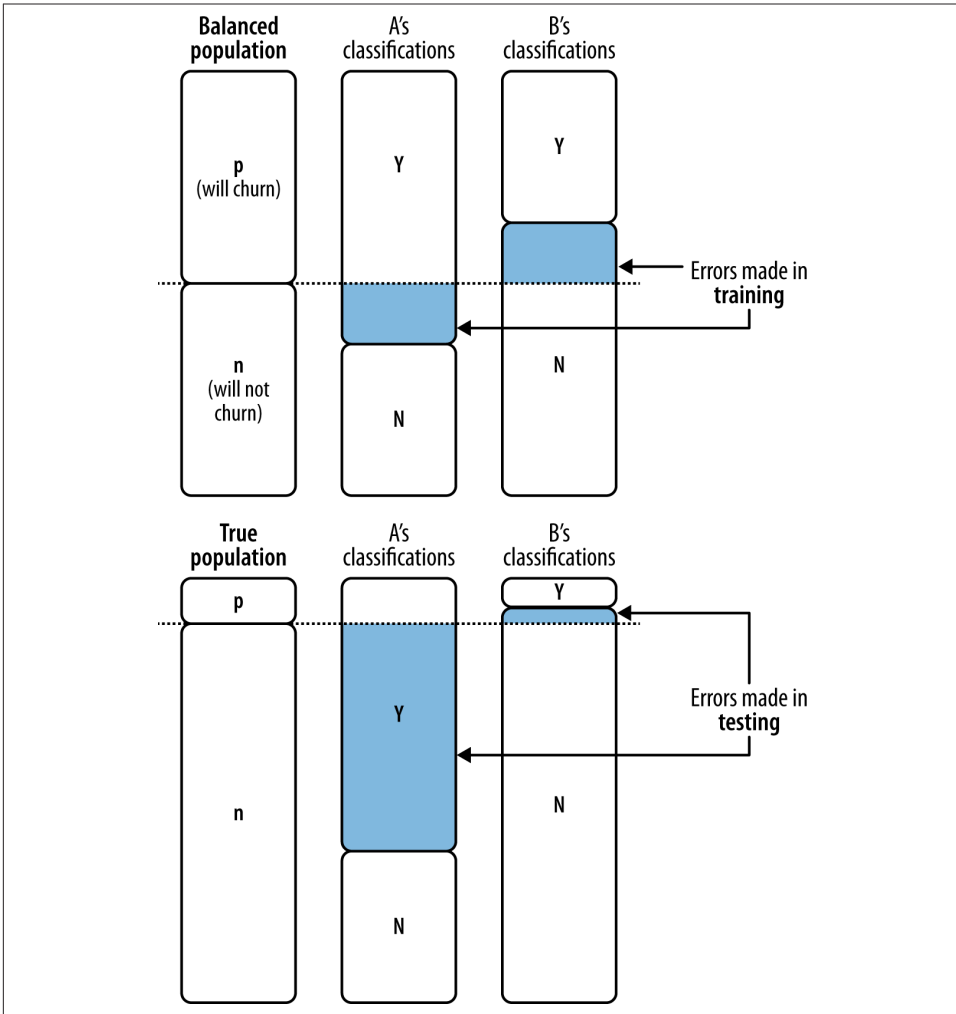 Balanced
population
A's
classifications
B's
classifications
p
(will churn)
Y
Y
Errors made in
training
n
(will not
churn)
N
N
True
population
A's
classifications
B's
classifications
p
Y
Y
Errors made in
testing
n
N
N